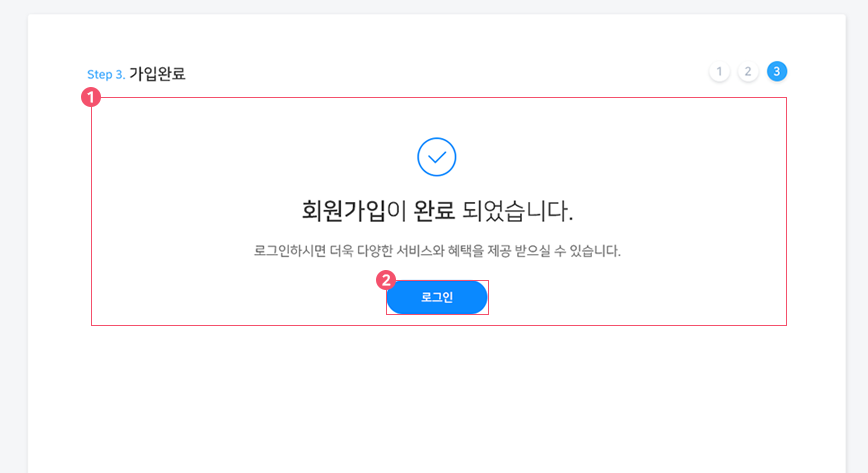 Step 3. 가입완료
1 2 3
1
회원가입이 완료 되었습니다.
로그인하시면 더욱 다양한 서비스와 혜택을 제공 받으실 수 있습니다.
2
로그인